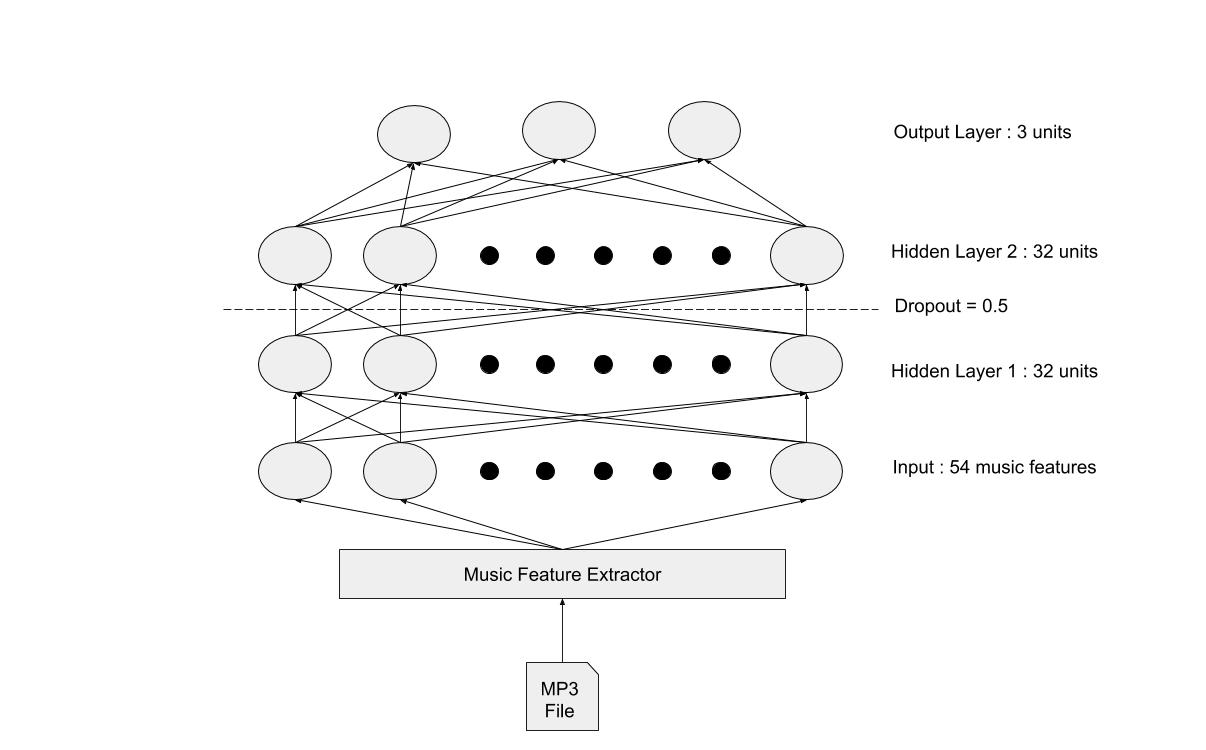 Output Layer : 3 units
Hidden Layer 2 : 32 units
Dropout = 0.5
Hidden Layer 1 : 32 units
Input : 54 music features
Music Feature Extractor
MP3
File